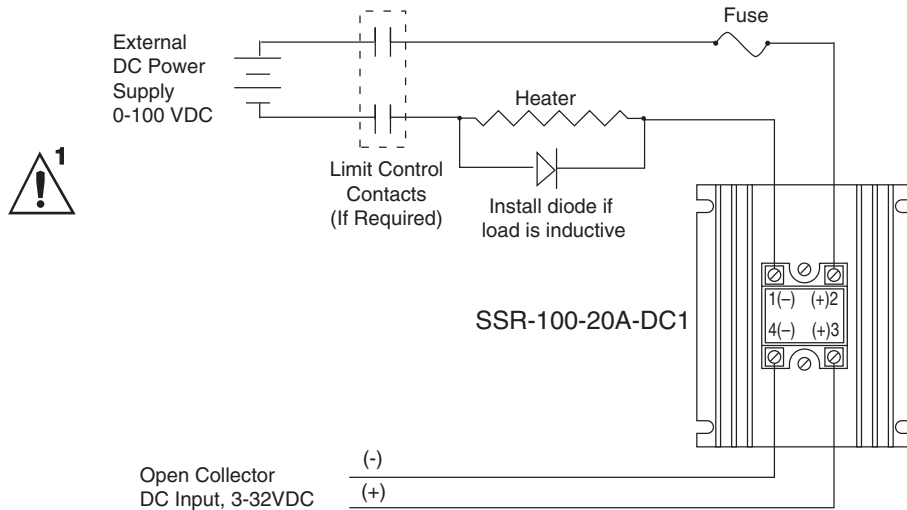 Fuse
External
DC Power
Supply
0-100 VDC
Heater
1
Limit Control
Contacts
(If Required)
Install diode if
load is inductive
!
SSR-100-20A-DC1
1(–) (+)2
4(–) (+)3
Open Collector
DC Input, 3-32VDC
(-)
(+)